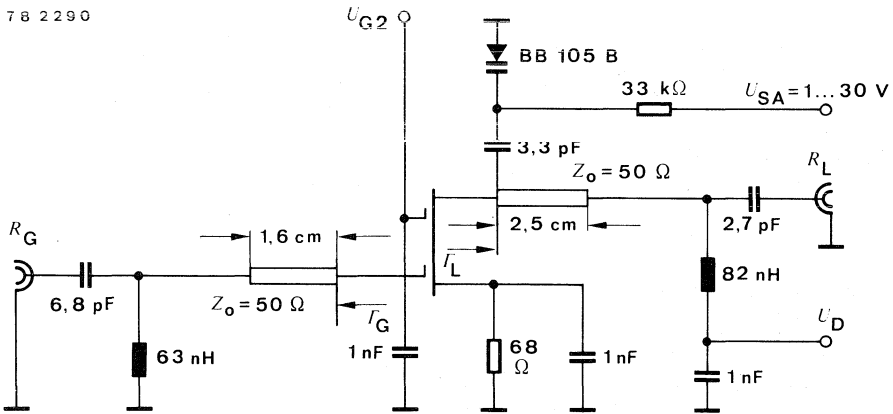 78 2290
U_G2
BB 105 B
33 kΩ
U_SA = 1...30 V
3,3 pF
Z_o = 50 Ω
R_L
1,6 cm
2,5 cm
2,7 pF
R_G
Γ_L
6,8 pF
Z_o = 50 Ω
Γ_G
82 nH
U_D
63 nH
1 nF
68 Ω
1 nF
1 nF